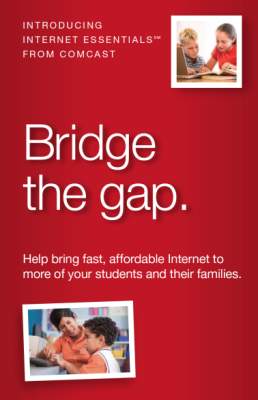 INTRODUCING
INTERNET ESSENTIALS℠
FROM COMCAST
Bridge
the gap.
Help bring fast, affordable Internet to
more of your students and their families.